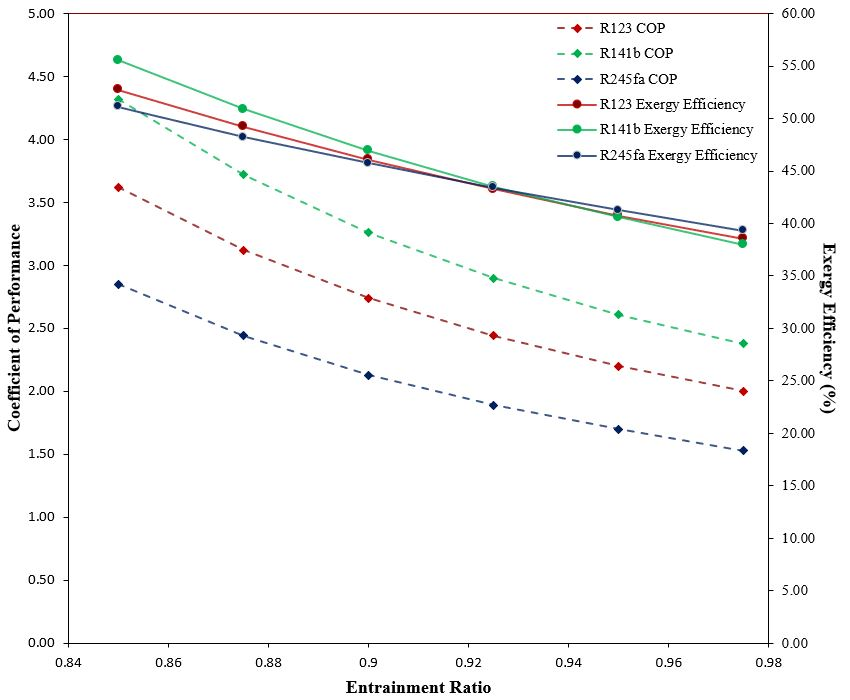 5.00
4.50
4.00
3.50
3.00
2.50
2.00
1.50
1.00
0.50
0.00
Coefficient of Performance
R123 COP
R141b COP
R245fa COP
R123 Exergy Efficiency
R141b Exergy Efficiency
R245fa Exergy Efficiency
60.00
55.00
50.00
45.00
40.00
35.00
30.00
25.00
20.00
15.00
10.00
5.00
0.00
Exergy Efficiency (%)
0.84 0.86 0.88 0.9 0.92 0.94 0.96 0.98
Entrainment Ratio